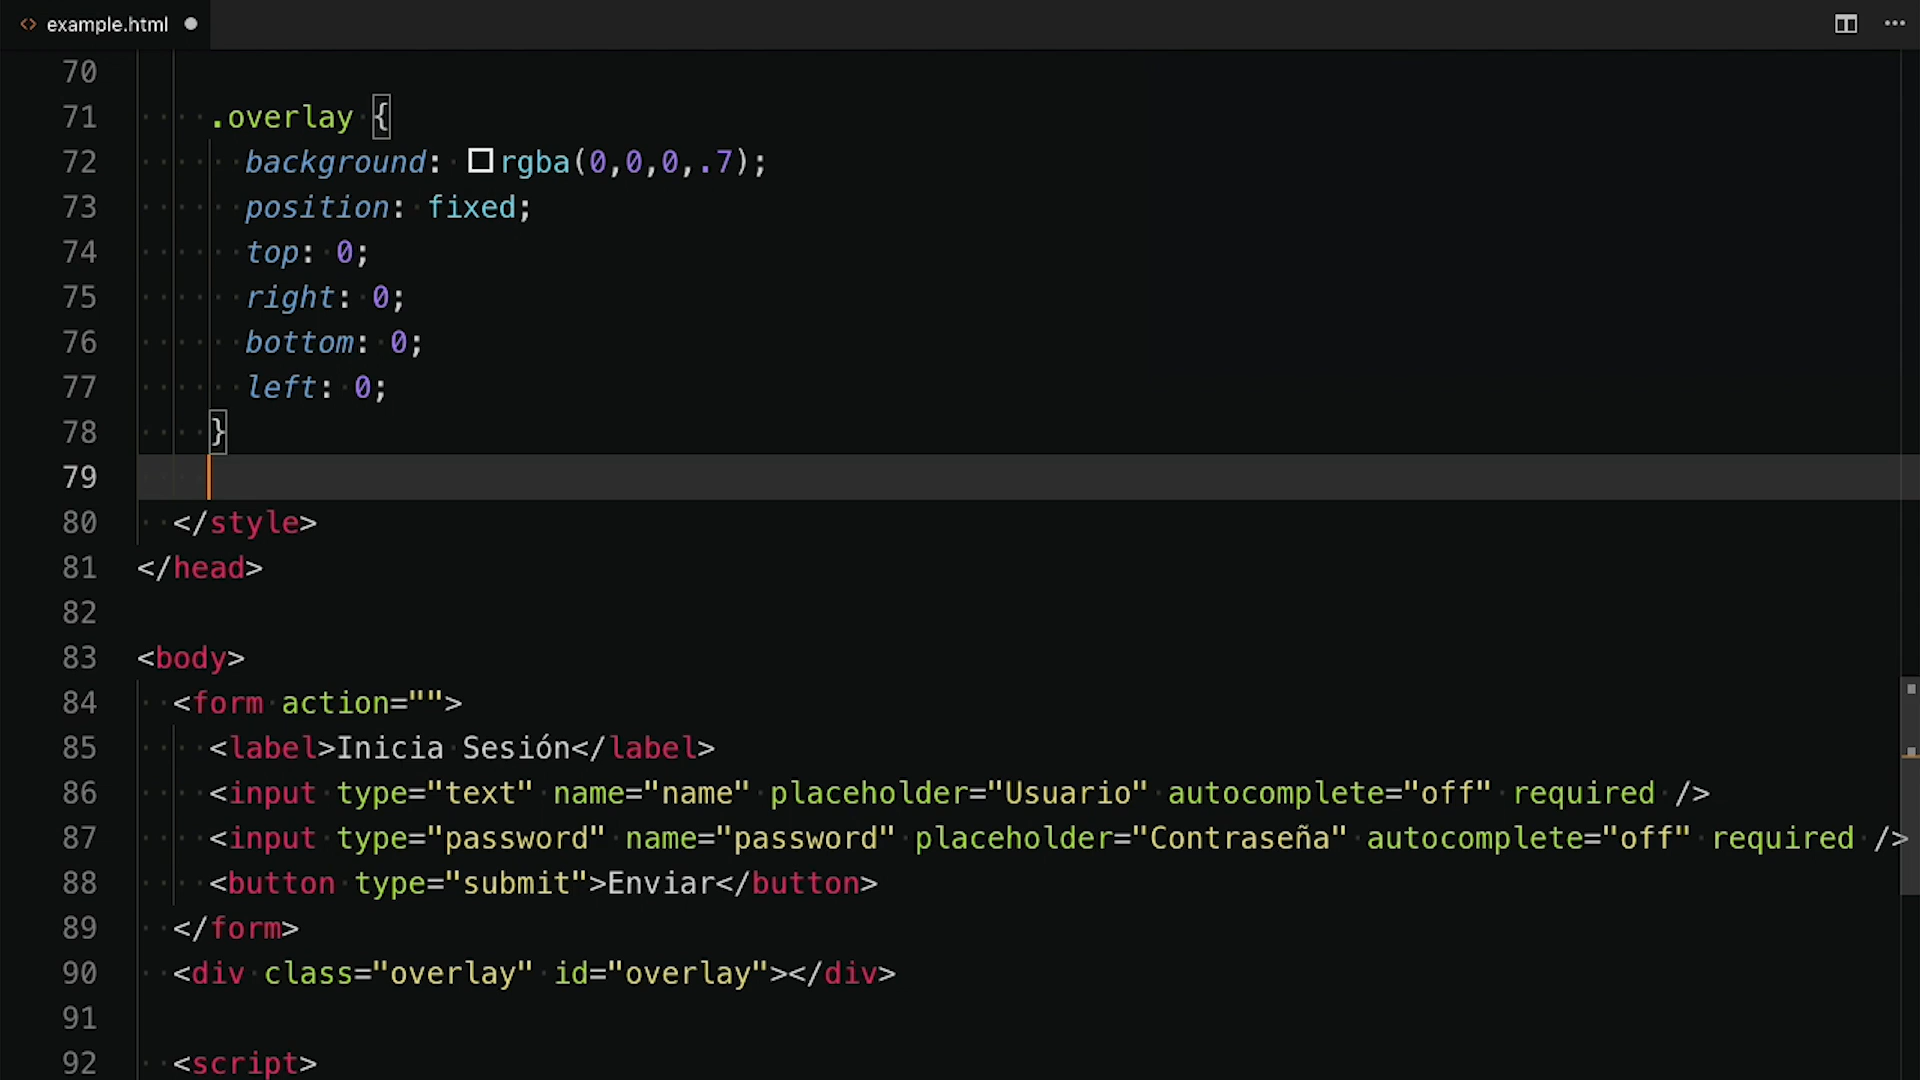 example.html
70
71 .overlay {
72 background: rgba(0,0,0,.7);
73 position: fixed;
74 top: 0;
75 right: 0;
76 bottom: 0;
77 left: 0;
78 }
79
80 </style>
81 </head>
82
83 <body>
84 <form action="">
85 <label>Inicia Sesión</label>
86 <input type="text" name="name" placeholder="Usuario" autocomplete="off" required />
87 <input type="password" name="password" placeholder="Contraseña" autocomplete="off" required />
88 <button type="submit">Enviar</button>
89 </form>
90 <div class="overlay" id="overlay"></div>
91
92 <script>